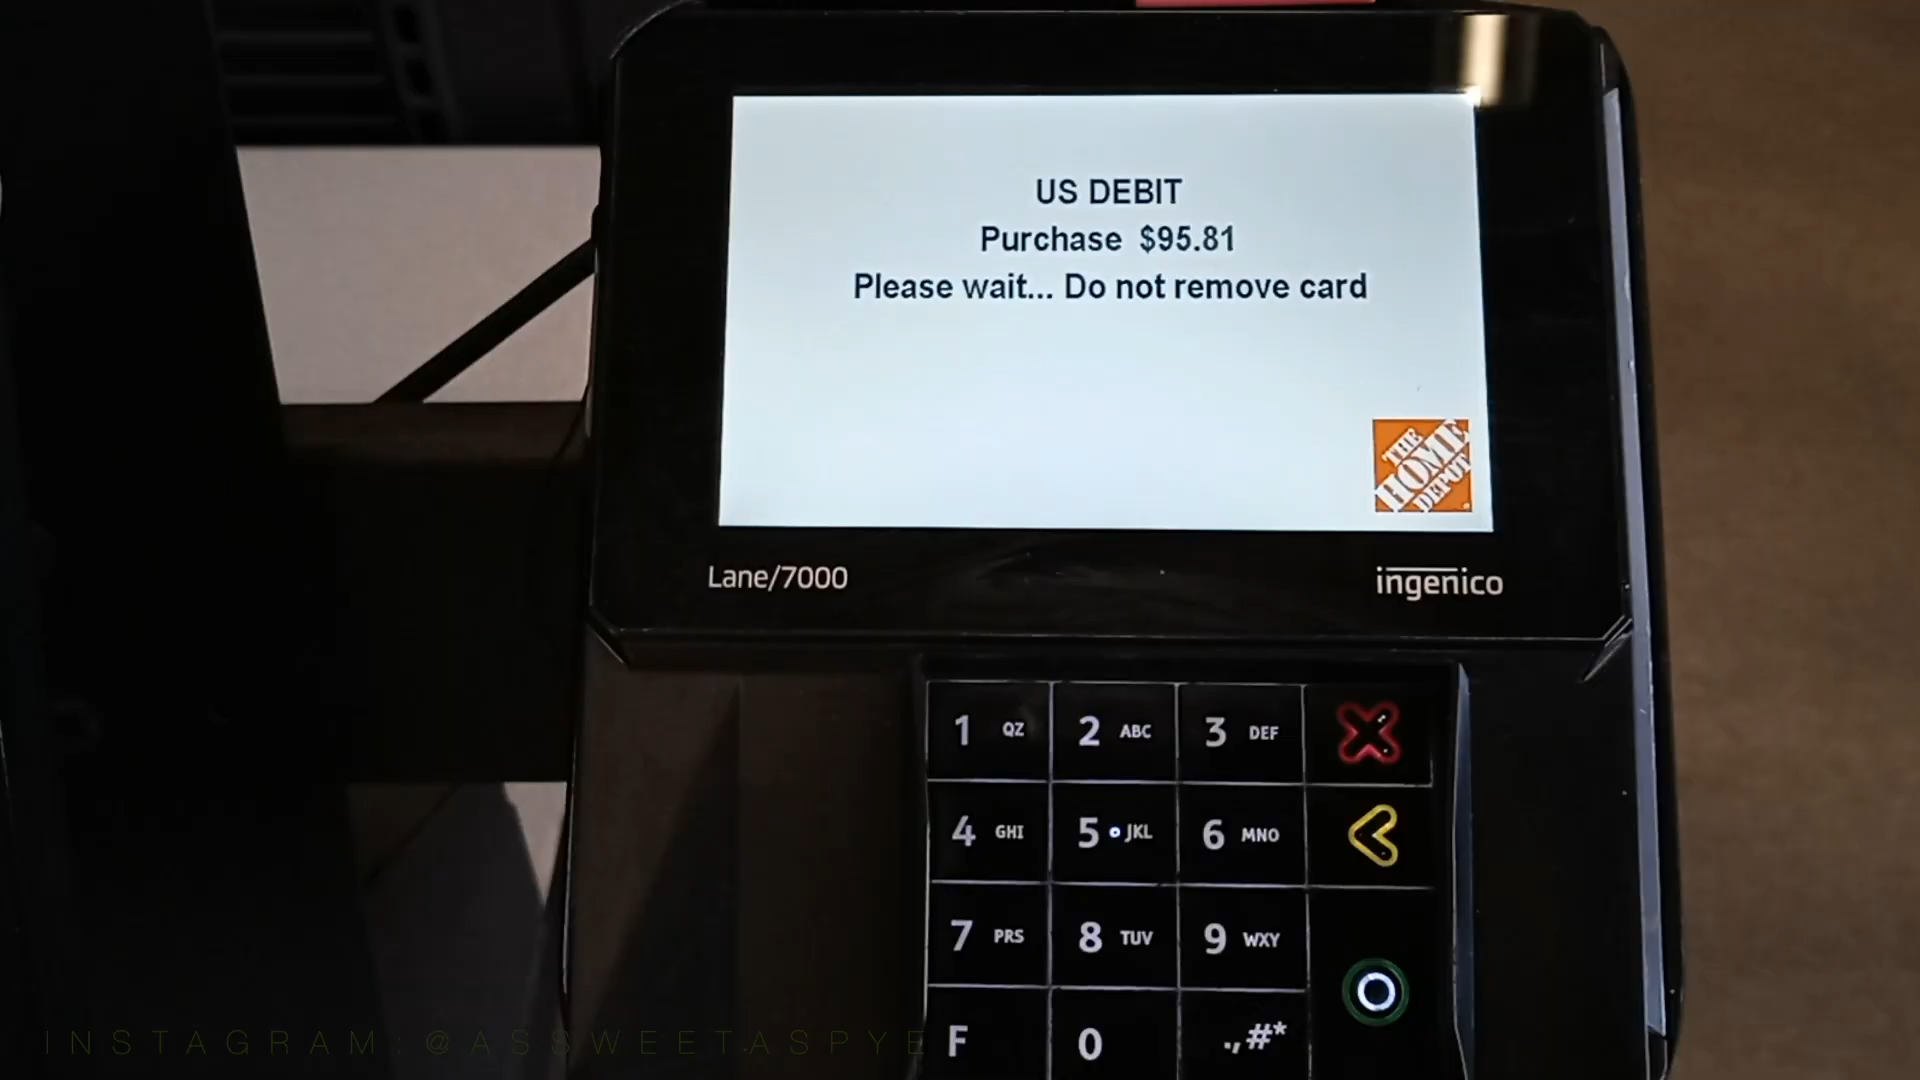 US DEBIT
Purchase $95.81
Please wait... Do not remove card
THE
HOME
DEPOT
Lane/7000
ingenico
1 QZ 2 ABC 3 DEF
4 GHI 5 JKL 6 MNO
7 PRS 8 TUV 9 WXY
F 0 .,#*
INSTAGRAM:@ASSWEETASPYE